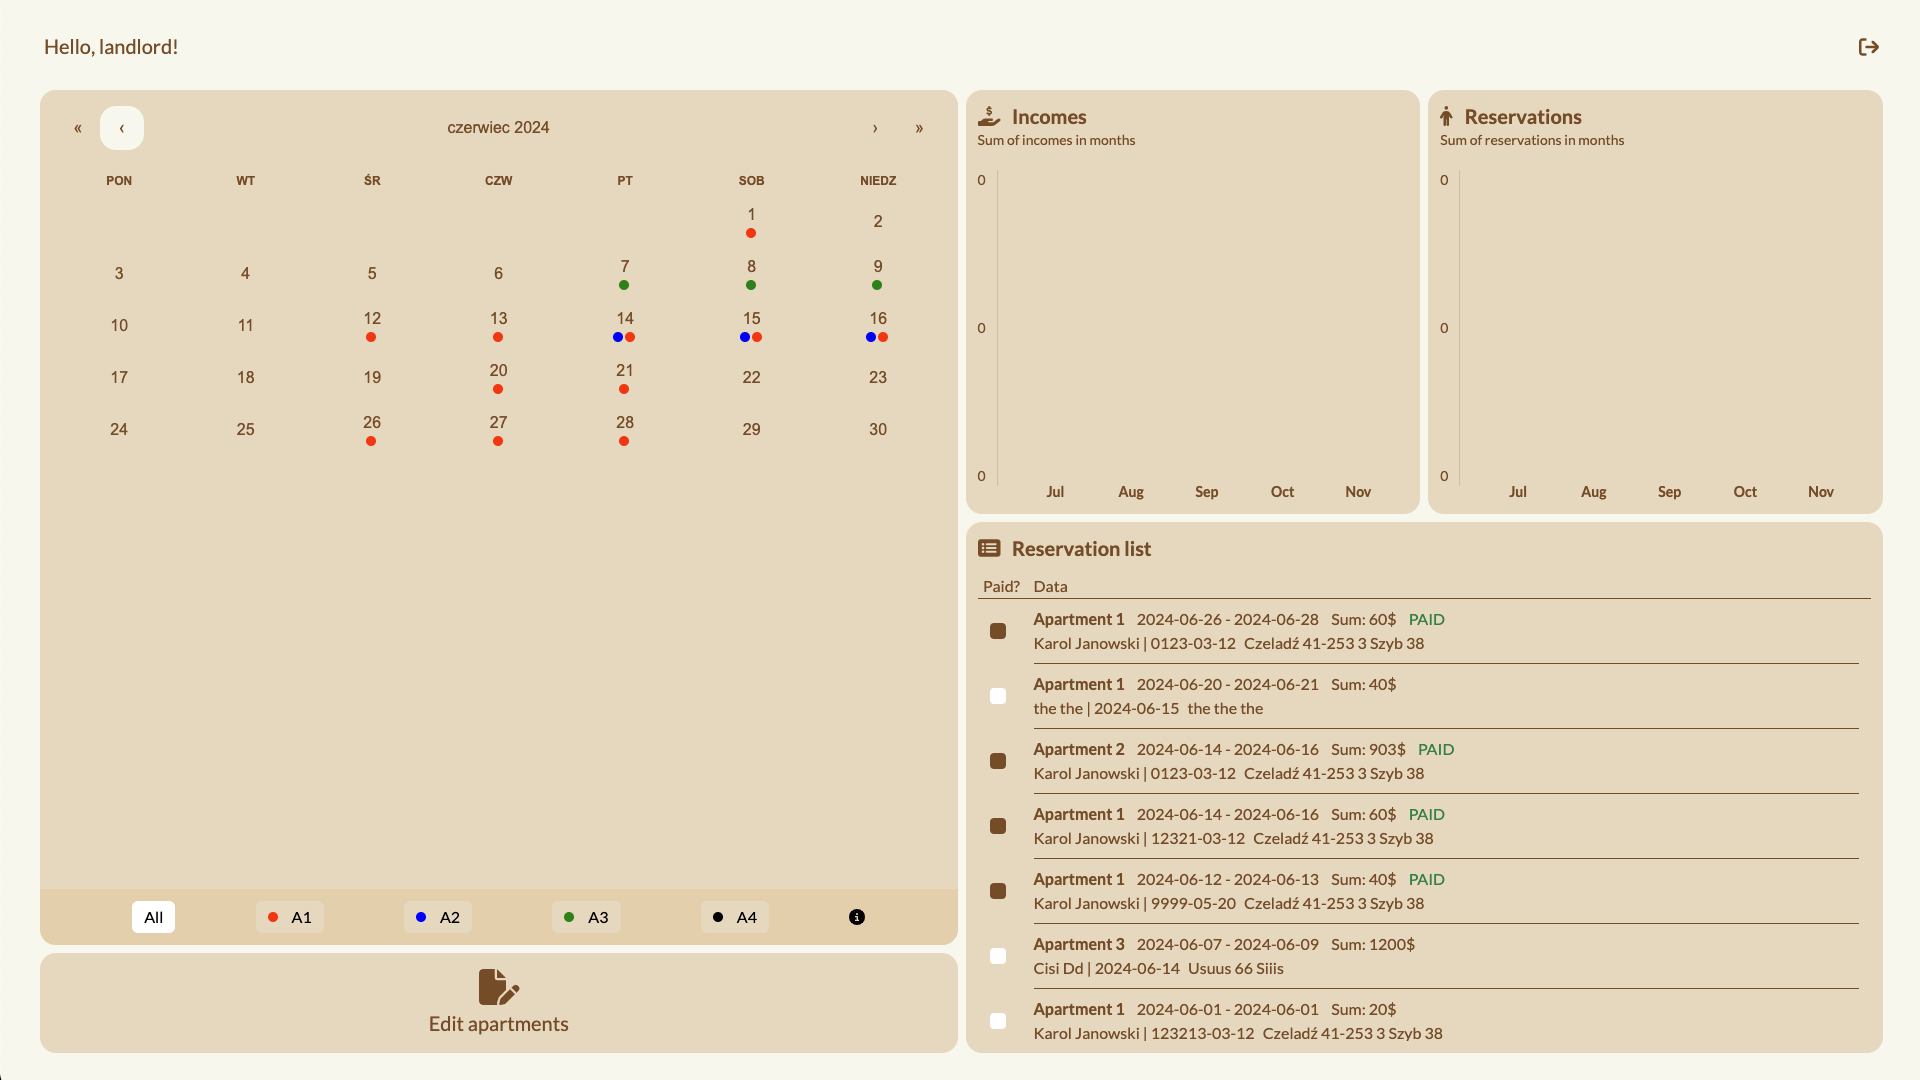 Hello, landlord!
« ‹ czerwiec 2024 › »
PON WT ŚR CZW PT SOB NIEDZ
1 2
3 4 5 6 7 8 9
10 11 12 13 14 15 16
17 18 19 20 21 22 23
24 25 26 27 28 29 30
All A1 A2 A3 A4
Edit apartments
Incomes
Sum of incomes in months
0
0
0
Jul Aug Sep Oct Nov
Reservations
Sum of reservations in months
0
0
0
Jul Aug Sep Oct Nov
Reservation list
Paid? Data
Apartment 1 2024-06-26 - 2024-06-28 Sum: 60$ PAID
Karol Janowski | 0123-03-12 Czeladź 41-253 3 Szyb 38
Apartment 1 2024-06-20 - 2024-06-21 Sum: 40$
the the | 2024-06-15 the the the
Apartment 2 2024-06-14 - 2024-06-16 Sum: 903$ PAID
Karol Janowski | 0123-03-12 Czeladź 41-253 3 Szyb 38
Apartment 1 2024-06-14 - 2024-06-16 Sum: 60$ PAID
Karol Janowski | 12321-03-12 Czeladź 41-253 3 Szyb 38
Apartment 1 2024-06-12 - 2024-06-13 Sum: 40$ PAID
Karol Janowski | 9999-05-20 Czeladź 41-253 3 Szyb 38
Apartment 3 2024-06-07 - 2024-06-09 Sum: 1200$
Cisi Dd | 2024-06-14 Usuus 66 Siiis
Apartment 1 2024-06-01 - 2024-06-01 Sum: 20$
Karol Janowski | 123213-03-12 Czeladź 41-253 3 Szyb 38